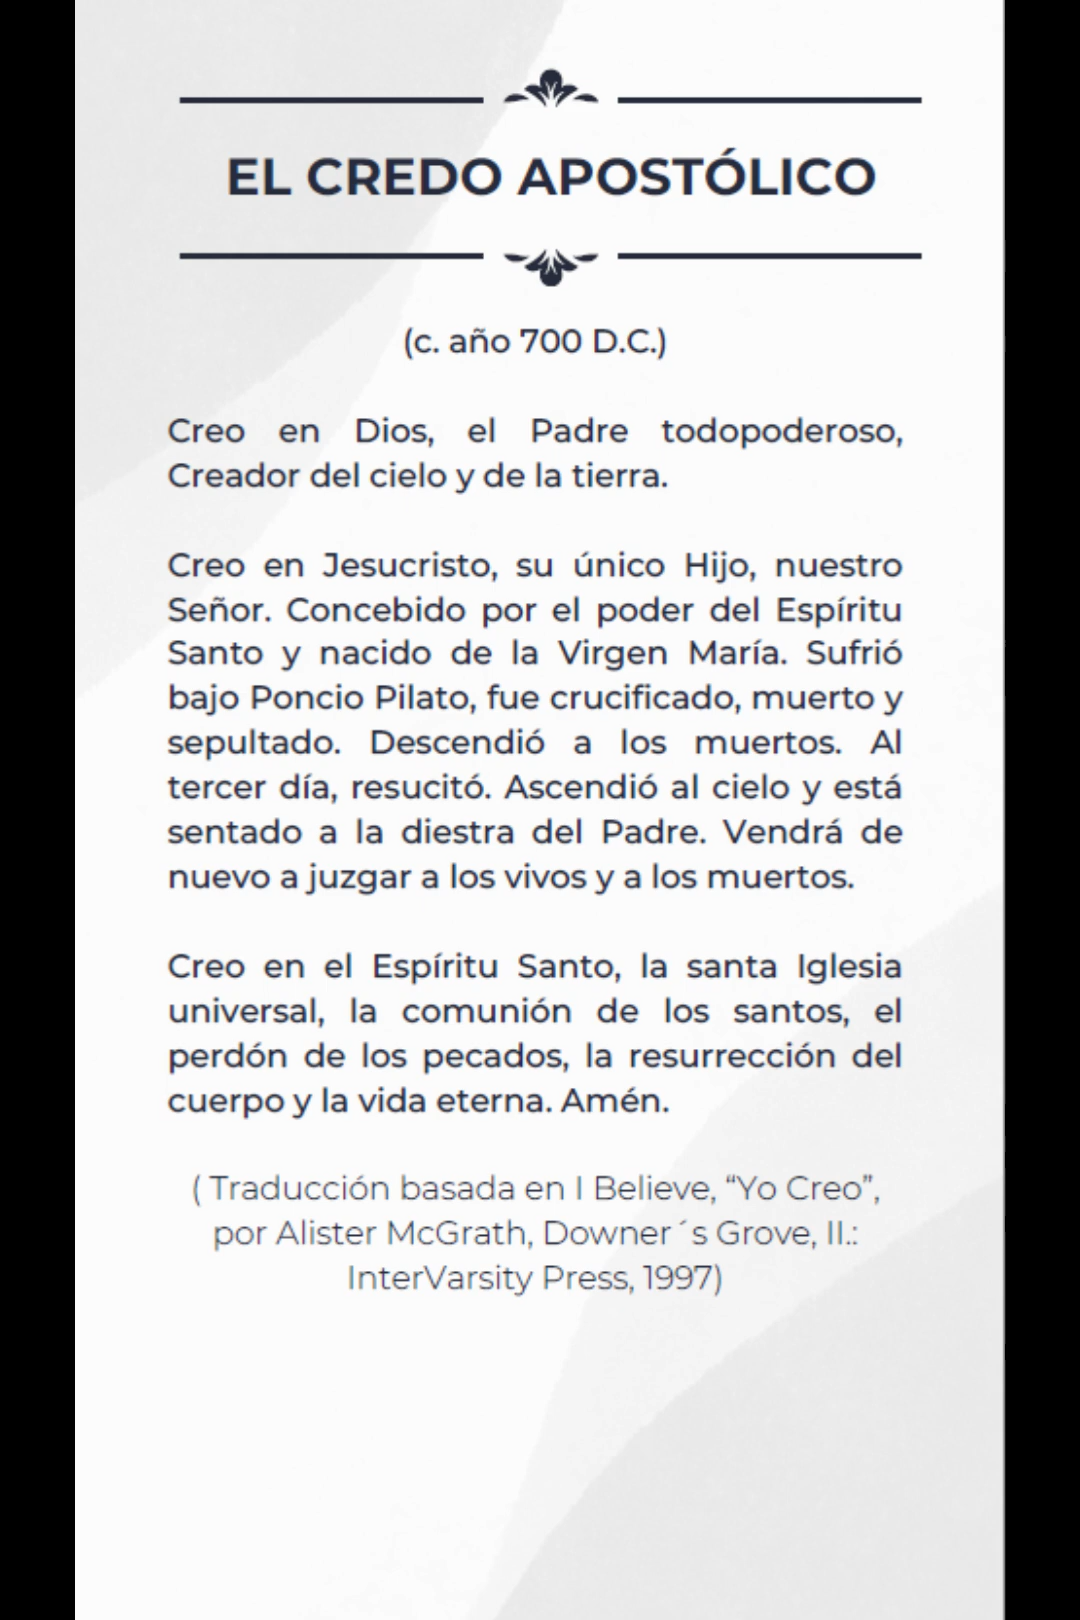 EL CREDO APOSTÓLICO
(c. año 700 D.C.)
Creo en Dios, el Padre todopoderoso,
Creador del cielo y de la tierra.
Creo en Jesucristo, su único Hijo, nuestro
Señor. Concebido por el poder del Espíritu
Santo y nacido de la Virgen María. Sufrió
bajo Poncio Pilato, fue crucificado, muerto y
sepultado. Descendió a los muertos. Al
tercer día, resucitó. Ascendió al cielo y está
sentado a la diestra del Padre. Vendrá de
nuevo a juzgar a los vivos y a los muertos.
Creo en el Espíritu Santo, la santa Iglesia
universal, la comunión de los santos, el
perdón de los pecados, la resurrección del
cuerpo y la vida eterna. Amén.
( Traducción basada en I Believe, “Yo Creo”,
por Alister McGrath, Downer´s Grove, II.:
InterVarsity Press, 1997)